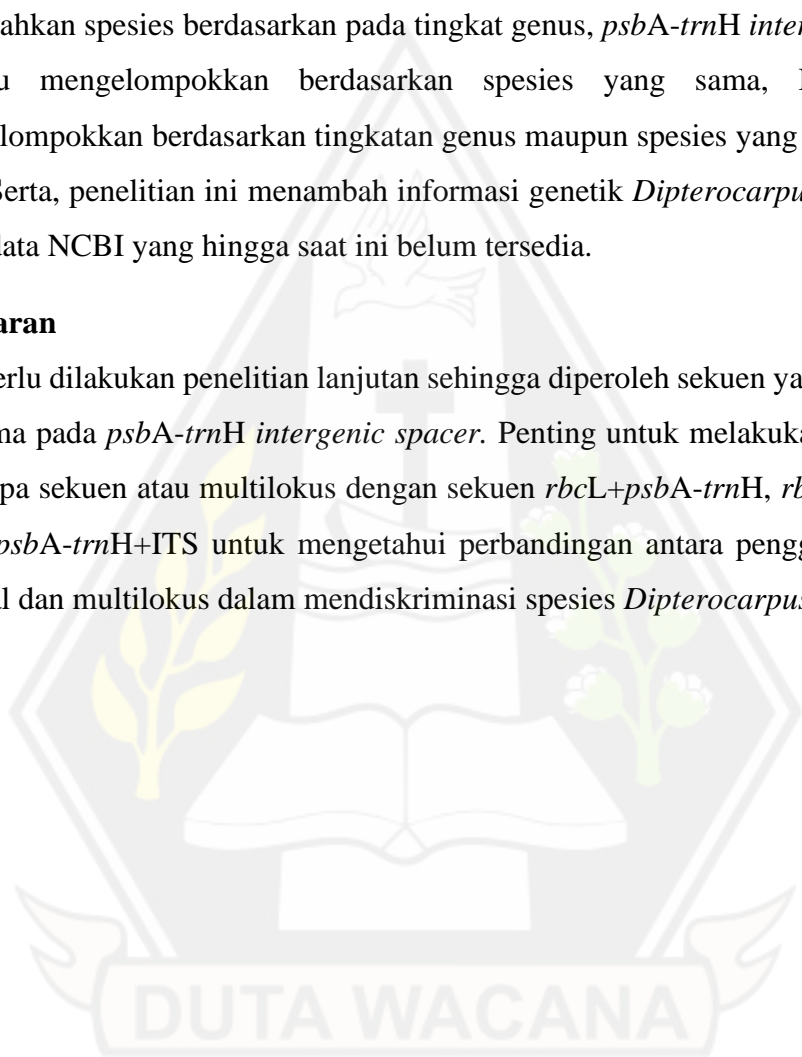 ahkan spesies berdasarkan pada tingkat genus, psbA-trnH inter
u mengelompokkan berdasarkan spesies yang sama,
elompokkan berdasarkan tingkatan genus maupun spesies yang
Serta, penelitian ini menambah informasi genetik Dipterocarpu
data NCBI yang hingga saat ini belum tersedia.
aran
erlu dilakukan penelitian lanjutan sehingga diperoleh sekuen ya
ma pada psbA-trnH intergenic spacer. Penting untuk melakuka
pa sekuen atau multilokus dengan sekuen rbcL+psbA-trnH, rb
psbA-trnH+ITS untuk mengetahui perbandingan antara pengg
al dan multilokus dalam mendiskriminasi spesies Dipterocarpus
DUTA WACANA